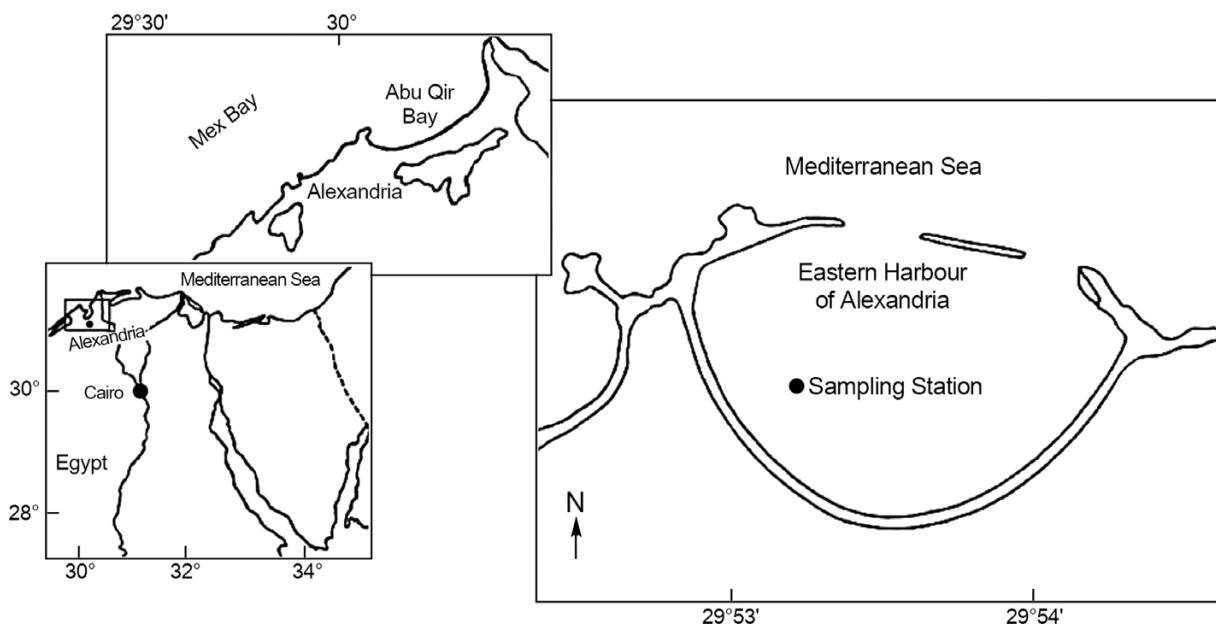 29°30'
30°
Mex Bay
Abu Qir
Bay
Alexandria
Mediterranean Sea
Alexandria
30°
Cairo
Egypt
28°
30°
32°
34°
Mediterranean Sea
Eastern Harbour
of Alexandria
Sampling Station
N
29°53'
29°54'